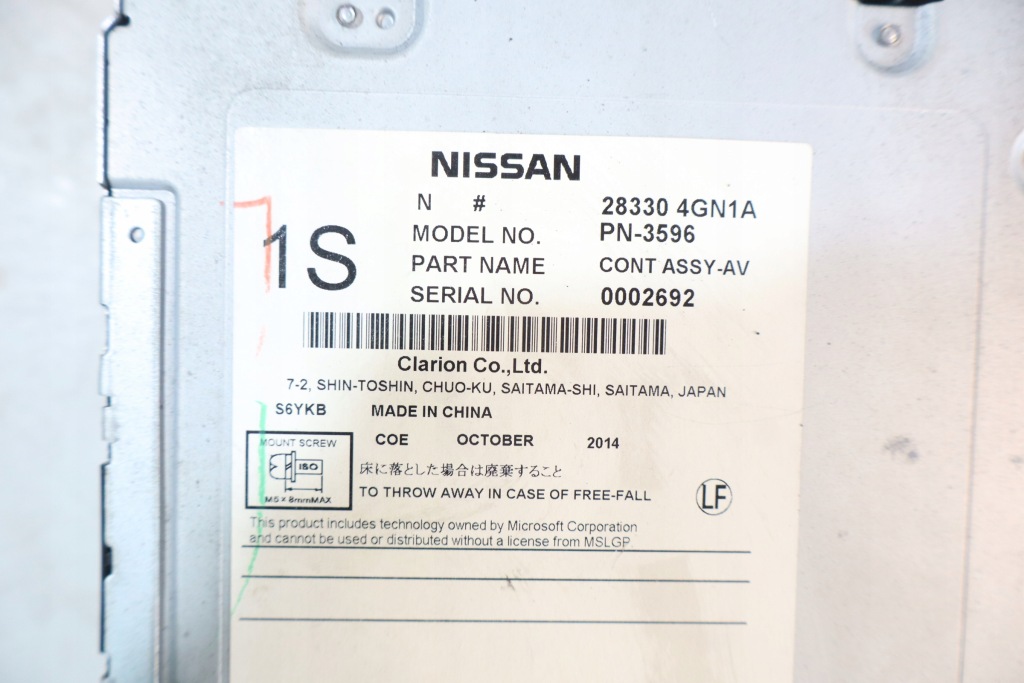 NISSAN
N #
28330 4GN1A
1S
MODEL NO. PN-3596
PART NAME CONT ASSY-AV
SERIAL NO. 0002692
Clarion Co.,Ltd.
7-2, SHIN-TOSHIN, CHUO-KU, SAITAMA-SHI, SAITAMA, JAPAN
S6YKB MADE IN CHINA
COE OCTOBER 2014
MOUNT SCREW
ISO
M5 x 8mmMAX
床に落とした場合は廃棄すること
TO THROW AWAY IN CASE OF FREE-FALL
LF
This product includes technology owned by Microsoft Corporation
and cannot be used or distributed without a license from MSLGP.